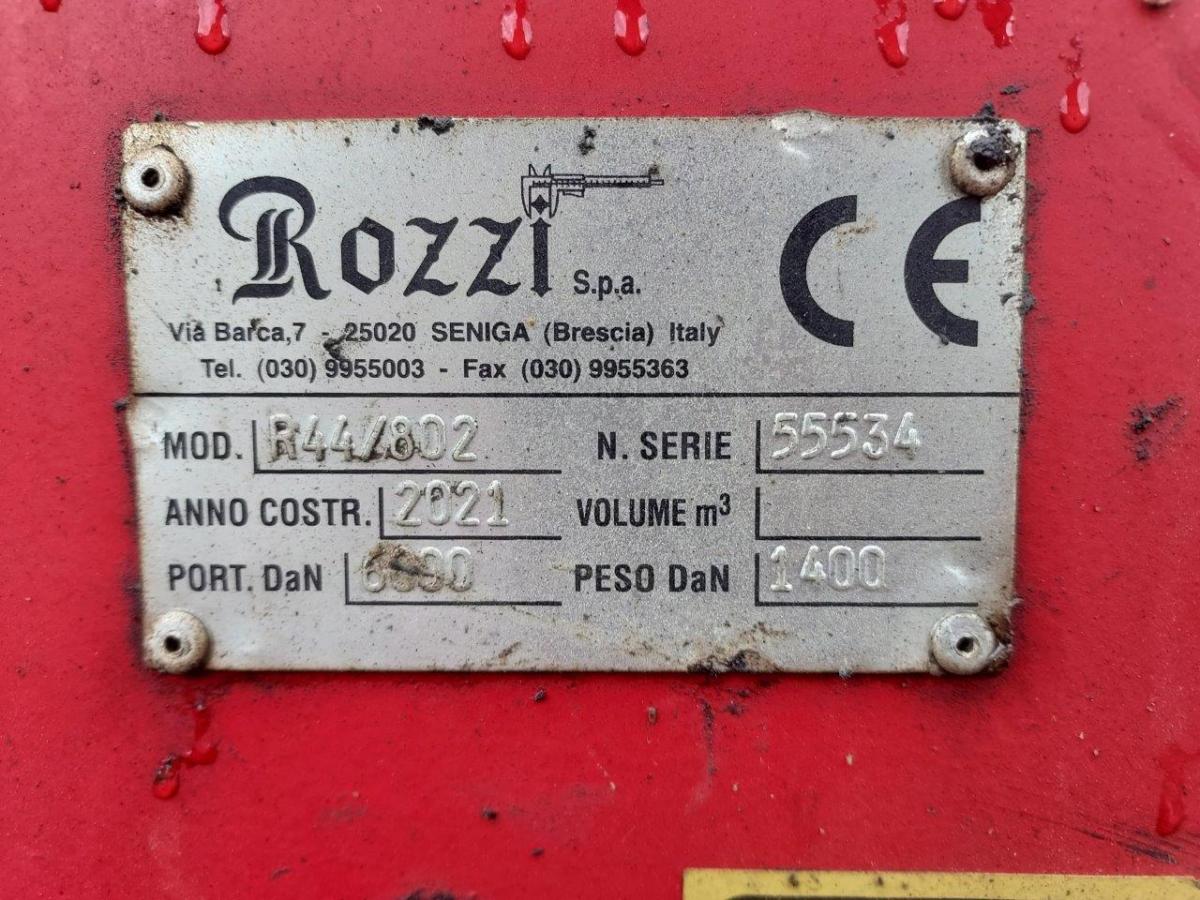 Rozzi S.p.a.
CE
Via Barca,7 - 25020 SENIGA (Brescia) Italy
Tel. (030) 9955003 - Fax (030) 9955363
MOD. R44/802 N. SERIE 55534
ANNO COSTR. 2021 VOLUME m³
PORT. DaN PESO DaN 1400